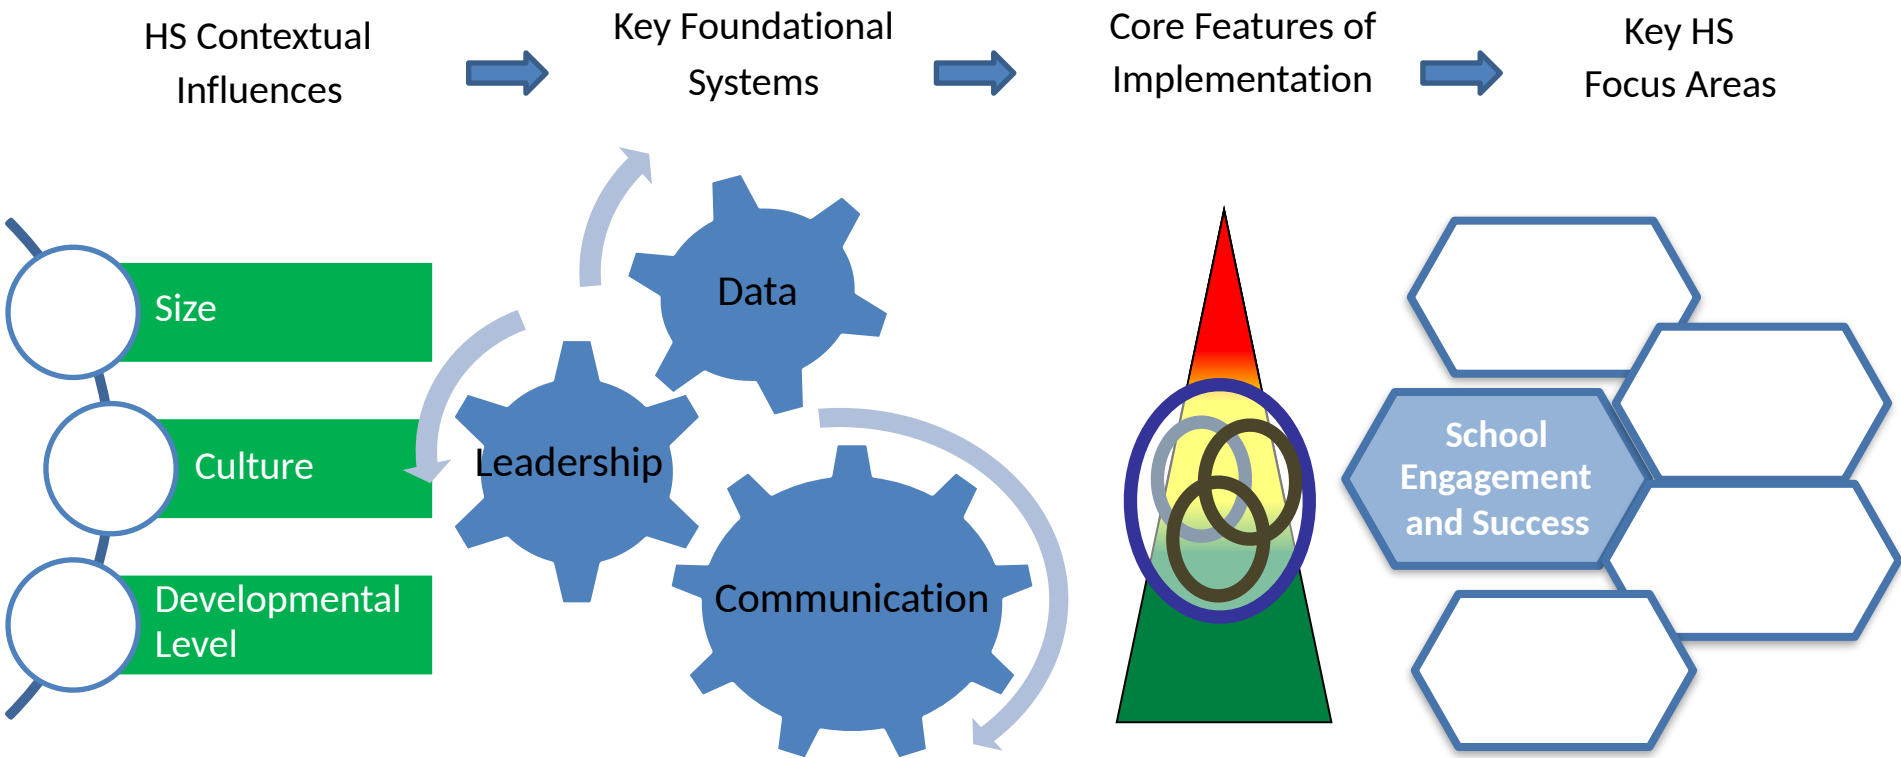 HS Contextual
Influences
Key Foundational
Systems
Core Features of
Implementation
Key HS
Focus Areas
Size
Culture
Developmental
Level
Data
Leadership
Communication
School
Engagement
and Success